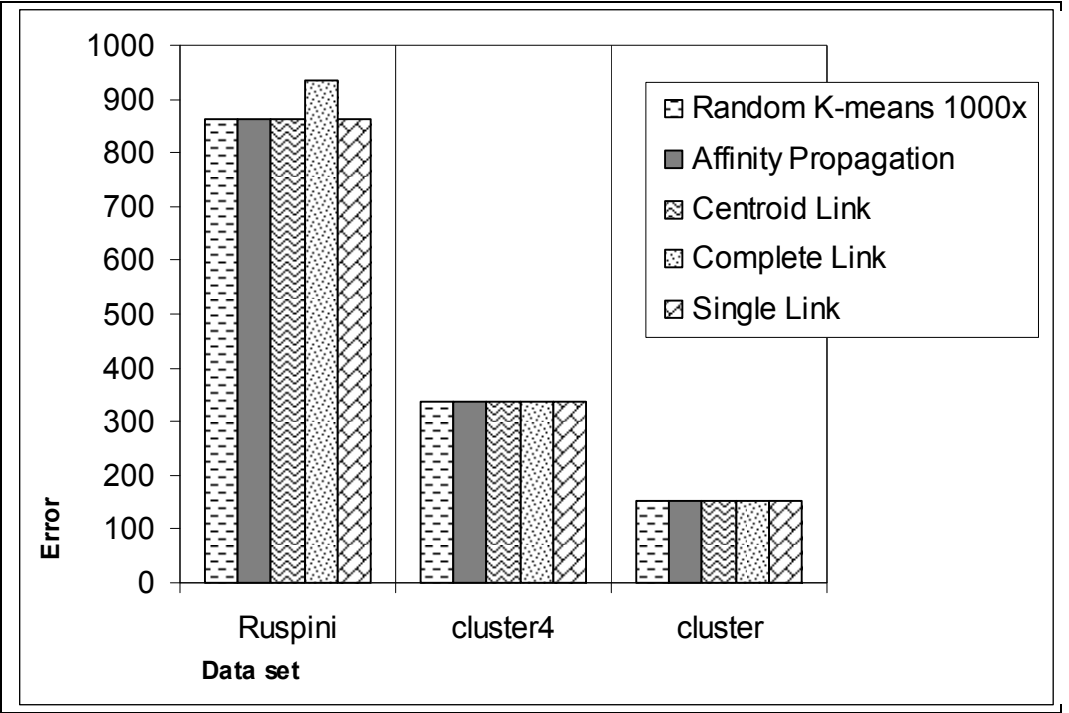 1000
900
800
700
600
500
400
300
200
100
0
Error
Random K-means 1000x
Affinity Propagation
Centroid Link
Complete Link
Single Link
Ruspini cluster4 cluster
Data set